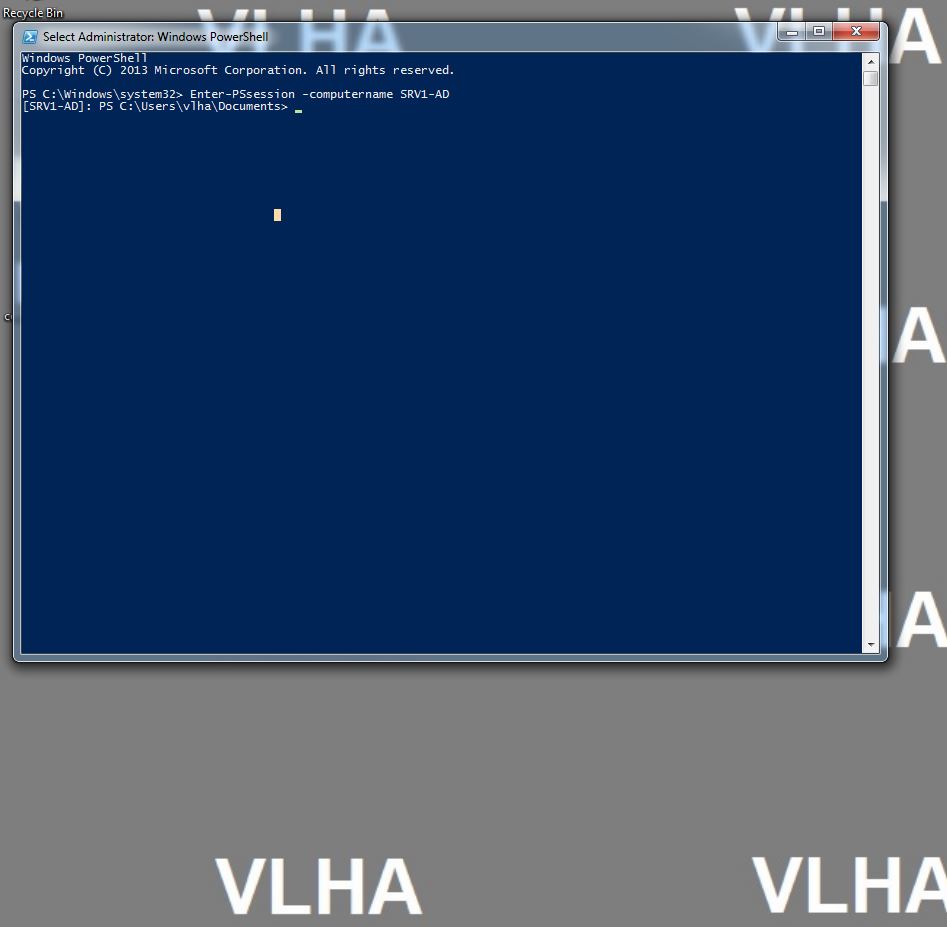 Recycle Bin
Select Administrator: Windows PowerShell
Windows PowerShell
Copyright (C) 2013 Microsoft Corporation. All rights reserved.
PS C:\Windows\system32> Enter-PSsession -computername SRV1-AD
[SRV1-AD]: PS C:\Users\vlha\Documents>
VLHA
VLHA
A
A
VLHA
VLHA